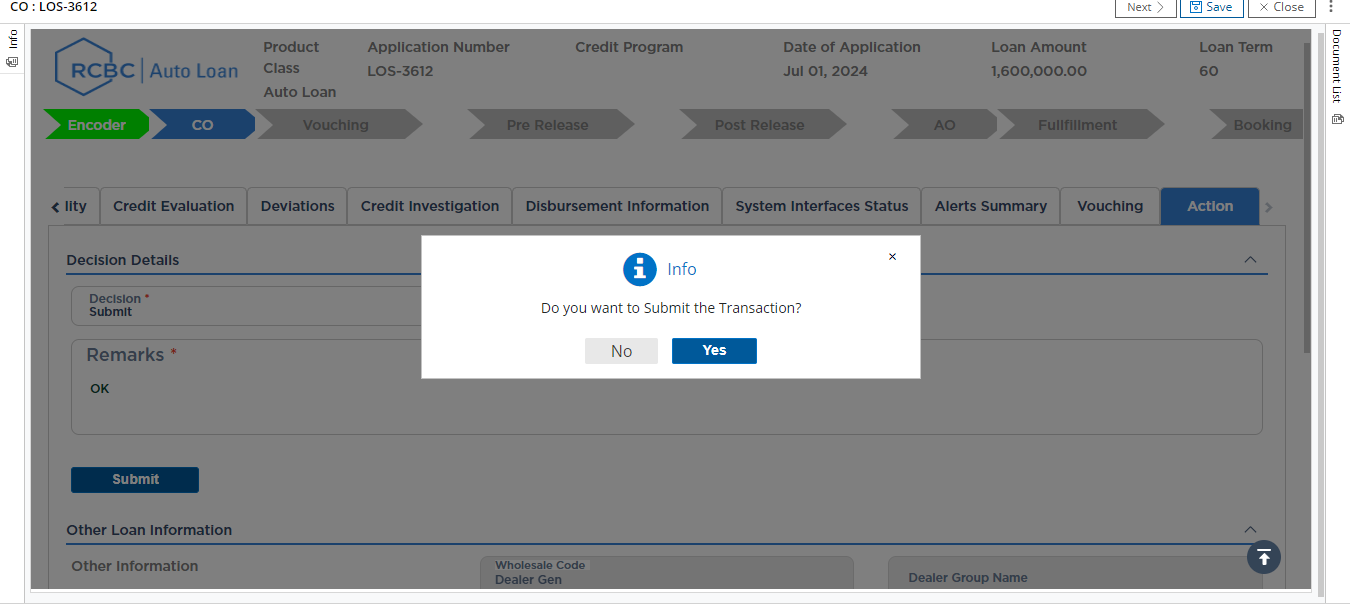 CO : LOS-3612
Next
Save
Close
Info
Document List
RCBC Auto Loan
Product
Class
Auto Loan
Application Number
LOS-3612
Credit Program
Date of Application
Jul 01, 2024
Loan Amount
1,600,000.00
Loan Term
60
Encoder
CO
Vouching
Pre Release
Post Release
AO
Fulfillment
Booking
lity
Credit Evaluation
Deviations
Credit Investigation
Disbursement Information
System Interfaces Status
Alerts Summary
Vouching
Action
Decision Details
Decision *
Submit
Remarks *
OK
Info
×
Do you want to Submit the Transaction?
No
Yes
Submit
Other Loan Information
Other Information
Wholesale Code
Dealer Gen
Dealer Group Name